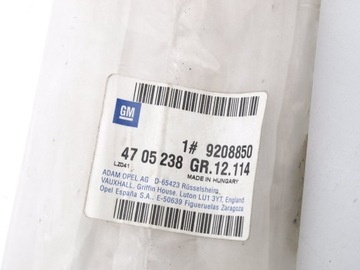 GM
1# 9208850
47 05 238 GR.12.114
LZ041 MADE IN HUNGARY
ADAM OPEL AG D-65423 Rüsselsheim,
VAUXHALL, Griffin House, Luton LU1 3YT, England
Opel España S.A., E-50639 Figueruelas Zaragoza